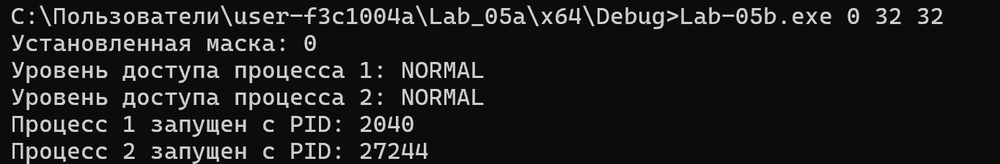 C:\Пользователи\user-f3c1004a\Lab_05a\x64\Debug>Lab-05b.exe 0 32 32
Установленная маска: 0
Уровень доступа процесса 1: NORMAL
Уровень доступа процесса 2: NORMAL
Процесс 1 запущен с PID: 2040
Процесс 2 запущен с PID: 27244